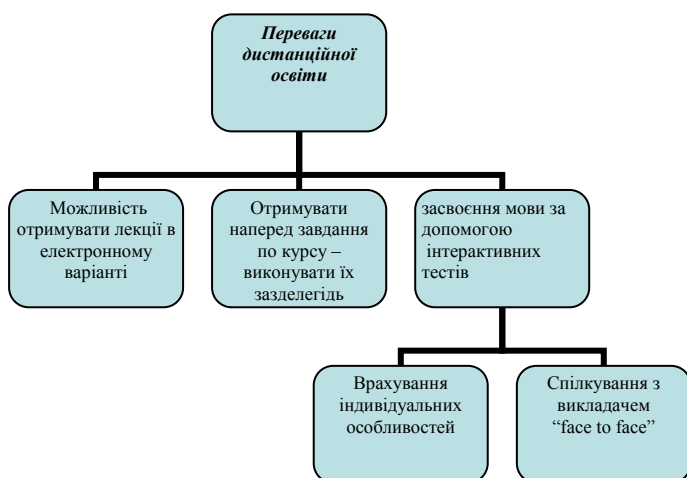 Переваги
дистанційної
освіти
Можливість
отримувати лекції в
електронному
варіанті
Отримувати
наперед завдання
по курсу –
виконувати їх
зазделегідь
засвоєння мови за
допомогою
інтерактивних
тестів
Врахування
індивідуальних
особливостей
Спілкування з
викладачем
“face to face”